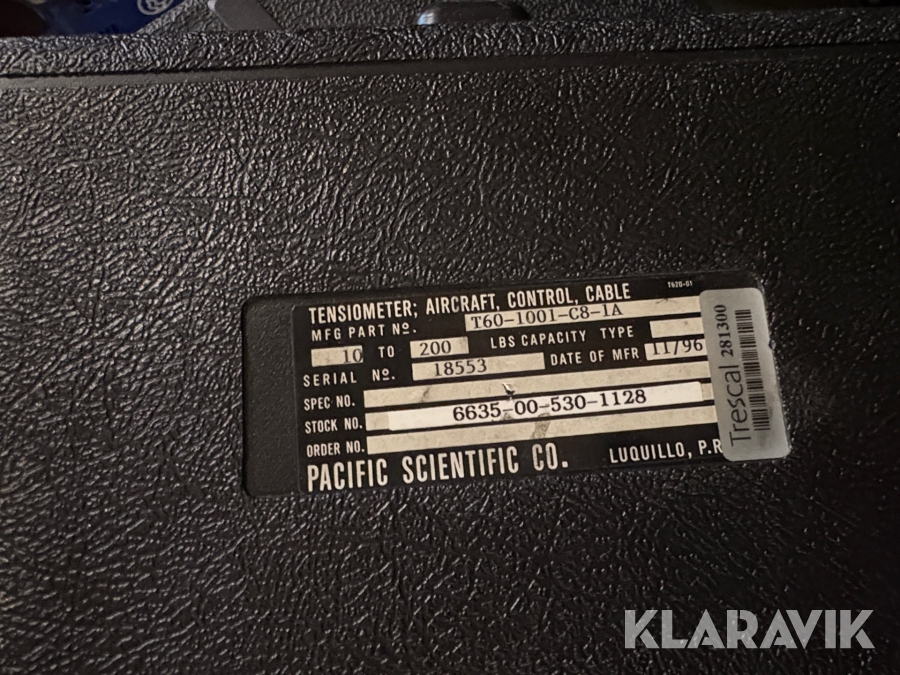 T620-01
TENSIOMETER; AIRCRAFT, CONTROL, CABLE
MFG PART Nº. T60-1001-C8-1A
10 TO 200 LBS CAPACITY TYPE
SERIAL Nº. 18553 DATE OF MFR 11/96
SPEC NO.
STOCK NO. 6635-00-530-1128
ORDER NO.
PACIFIC SCIENTIFIC CO. LUQUILLO, P.R
Trescal 281300
KLARAVIK